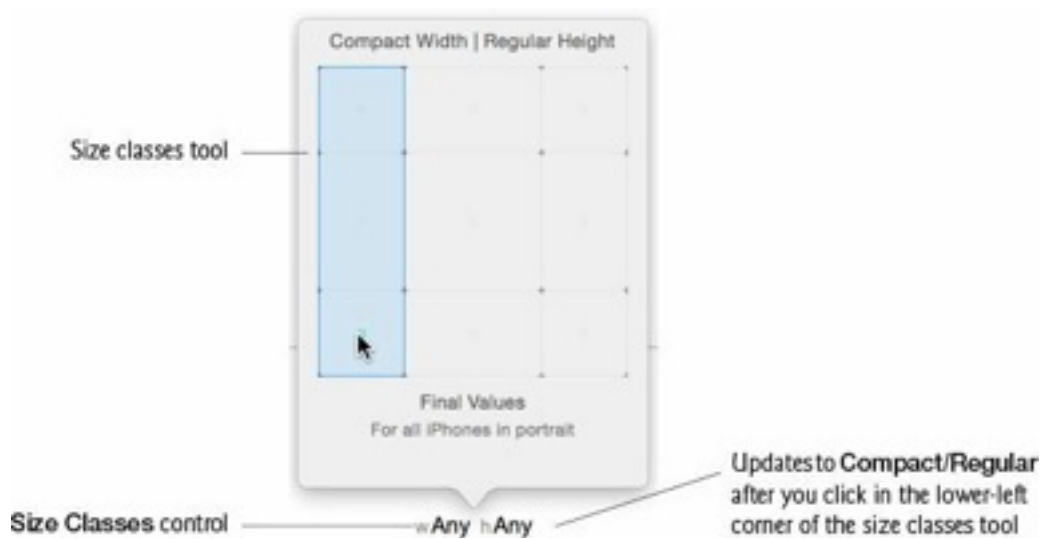 Compact Width | Regular Height
Size classes tool
Final Values
For all iPhones in portrait
Updates to Compact/Regular
after you click in the lower-left
corner of the size classes tool
Size Classes control
w Any h Any